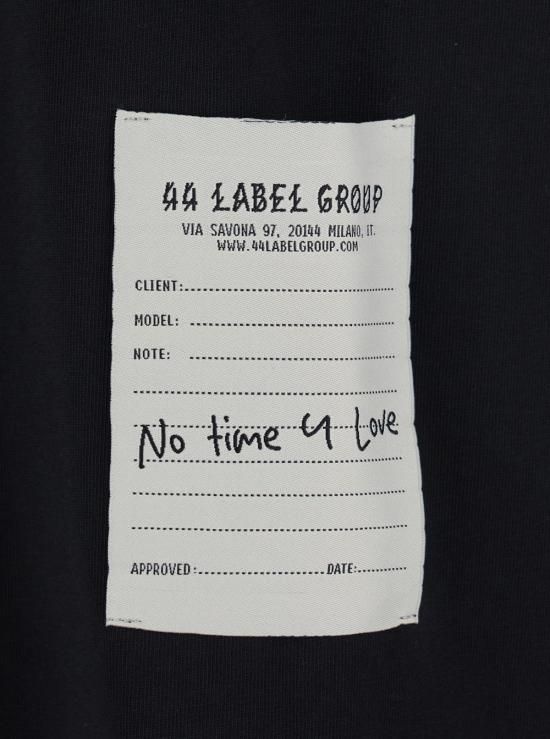 44 LABEL GROUP
VIA SAVONA 97, 20144 MILANO, IT.
WWW.44LABELGROUP.COM
CLIENT:
MODEL:
NOTE:
No time 4 Love
APPROVED: DATE: